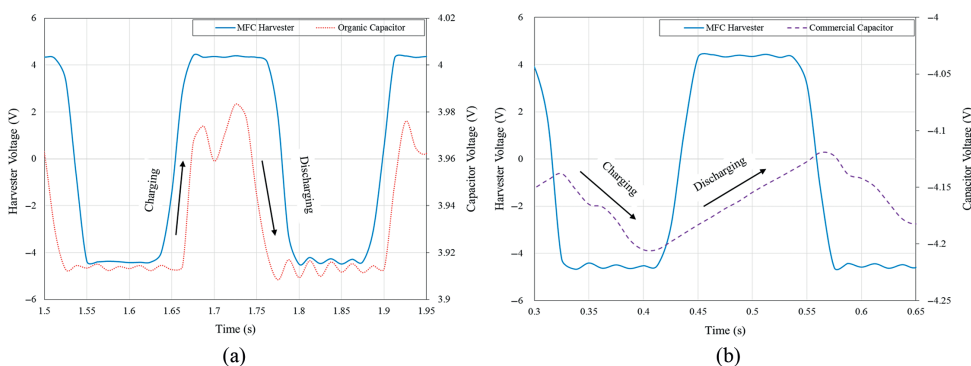 MFC Harvester Organic Capacitor
6 4 2 0 −2 −4 −6
Harvester Voltage (V)
Charging
Discharging
4.02 4 3.98 3.96 3.94 3.92 3.9
Capacitor Voltage (V)
1.5 1.55 1.6 1.65 1.7 1.75 1.8 1.85 1.9 1.95
Time (s)
(a)
MFC Harvester Commercial Capacitor
6 4 2 0 −2 −4 −6
Harvester Voltage (V)
Charging
Discharging
−4 −4.05 −4.1 −4.15 −4.2 −4.25
Capacitor Voltage (V)
0.3 0.35 0.4 0.45 0.5 0.55 0.6 0.65
Time (s)
(b)